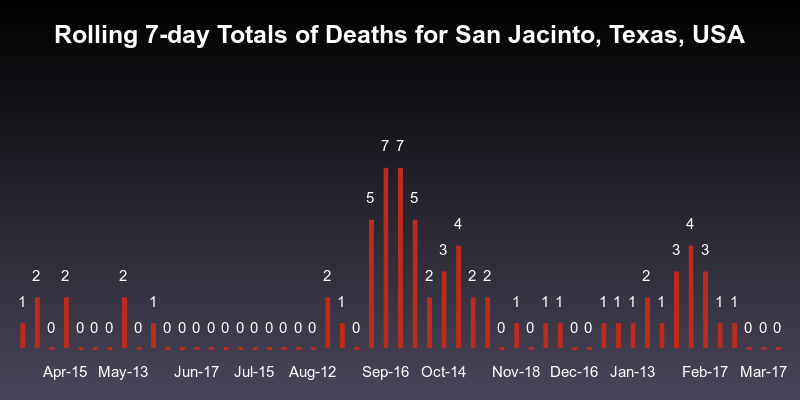 Rolling 7-day Totals of Deaths for San Jacinto, Texas, USA
7 7
5 5
4 4
3 3 3
2 2 2 2 2 2 2 2
1 1 1 1 1 1 1 1 1 1 1 1
0 0 0 0 0 0 0 0 0 0 0 0 0 0 0 0 0 0 0 0 0 0 0 0
Apr-15 May-13 Jun-17 Jul-15 Aug-12 Sep-16 Oct-14 Nov-18 Dec-16 Jan-13 Feb-17 Mar-17